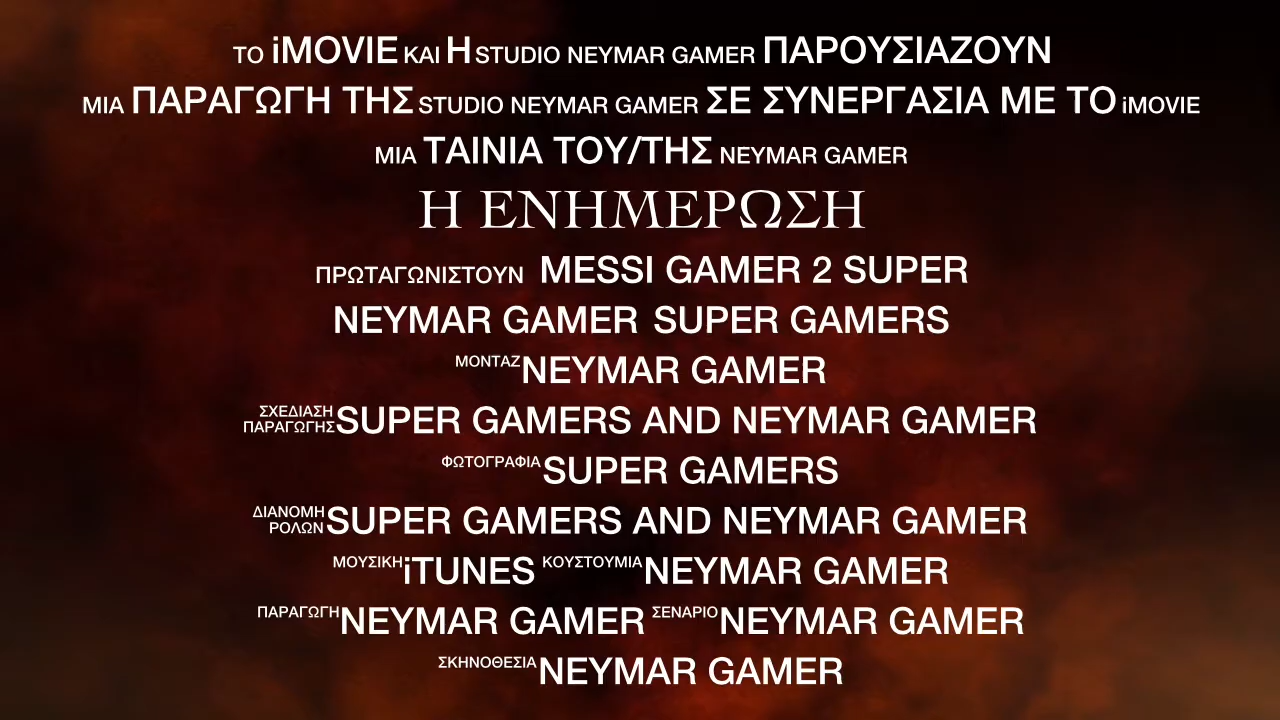 ΤΟ iMOVIE ΚΑΙ Η STUDIO NEYMAR GAMER ΠΑΡΟΥΣΙΑΖΟΥΝ
ΜΙΑ ΠΑΡΑΓΩΓΗ ΤΗΣ STUDIO NEYMAR GAMER ΣΕ ΣΥΝΕΡΓΑΣΙΑ ΜΕ ΤΟ iMOVIE
ΜΙΑ ΤΑΙΝΙΑ ΤΟΥ/ΤΗΣ NEYMAR GAMER
Η ΕΝΗΜΕΡΩΣΗ
ΠΡΩΤΑΓΩΝΙΣΤΟΥΝ MESSI GAMER 2 SUPER
NEYMAR GAMER SUPER GAMERS
ΜΟΝΤΑΖ NEYMAR GAMER
ΣΧΕΔΙΑΣΗ ΠΑΡΑΓΩΓΗΣ SUPER GAMERS AND NEYMAR GAMER
ΦΩΤΟΓΡΑΦΙΑ SUPER GAMERS
ΔΙΑΝΟΜΗ ΡΟΛΩΝ SUPER GAMERS AND NEYMAR GAMER
ΜΟΥΣΙΚΗ iTUNES ΚΟΥΣΤΟΥΜΙΑ NEYMAR GAMER
ΠΑΡΑΓΩΓΗ NEYMAR GAMER ΣΕΝΑΡΙΟ NEYMAR GAMER
ΣΚΗΝΟΘΕΣΙΑ NEYMAR GAMER